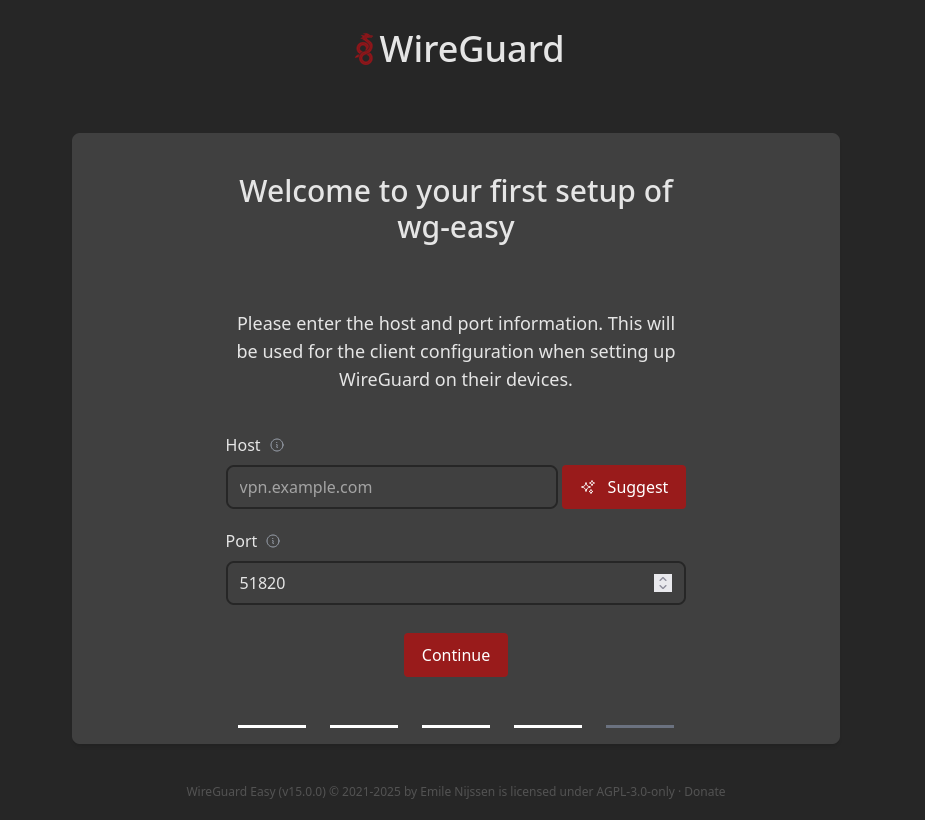 WireGuard
Welcome to your first setup of
wg-easy
Please enter the host and port information. This will
be used for the client configuration when setting up
WireGuard on their devices.
Host
vpn.example.com
Suggest
Port
51820
Continue
WireGuard Easy (v15.0.0) © 2021-2025 by Emile Nijssen is licensed under AGPL-3.0-only · Donate